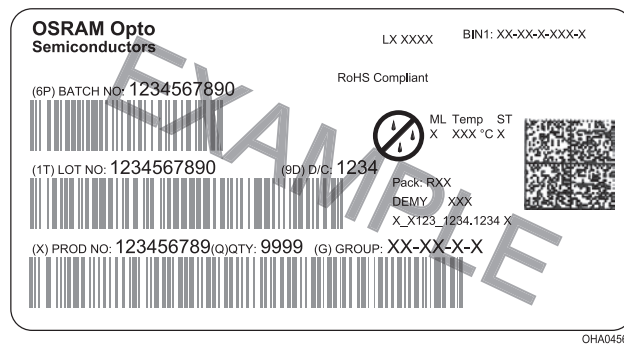 OSRAM Opto
Semiconductors
LX XXXX
BIN1: XX-XX-X-XXX-X
RoHS Compliant
(6P) BATCH NO: 1234567890
ML Temp ST
X XXX °C X
(1T) LOT NO: 1234567890 (9D) D/C: 1234
Pack: RXX
DEMY XXX
X_X123_1234.1234 X
(X) PROD NO: 123456789(Q)QTY: 9999 (G) GROUP: XX-XX-X-X
EXAMPLE
OHA0456